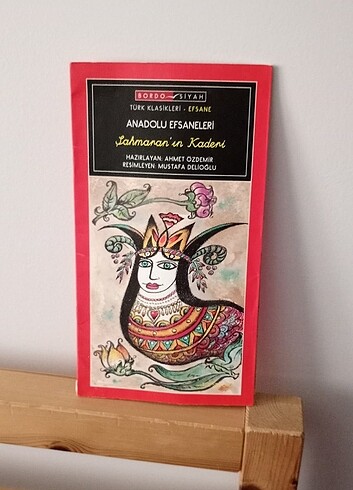 BORDO SİYAH
TÜRK KLASİKLERİ - EFSANE
ANADOLU EFSANELERİ
Şahmaran'ın Kaderi
HAZIRLAYAN: AHMET ÖZDEMİR
RESİMLEYEN: MUSTAFA DELİOĞLU